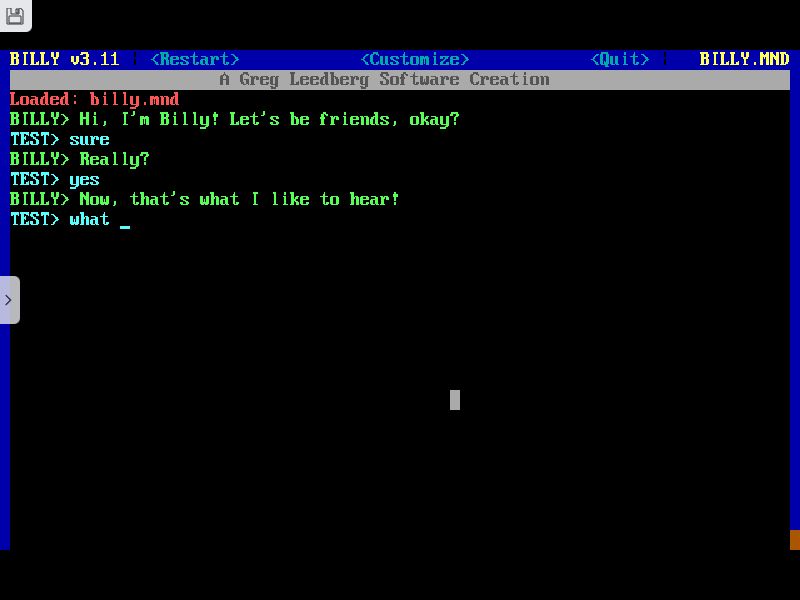 BILLY v3.11 | <Restart> <Customize> <Quit> | BILLY.MND
A Greg Leedberg Software Creation
Loaded: billy.mnd
BILLY> Hi, I'm Billy! Let's be friends, okay?
TEST> sure
BILLY> Really?
TEST> yes
BILLY> Now, that's what I like to hear!
TEST> what _